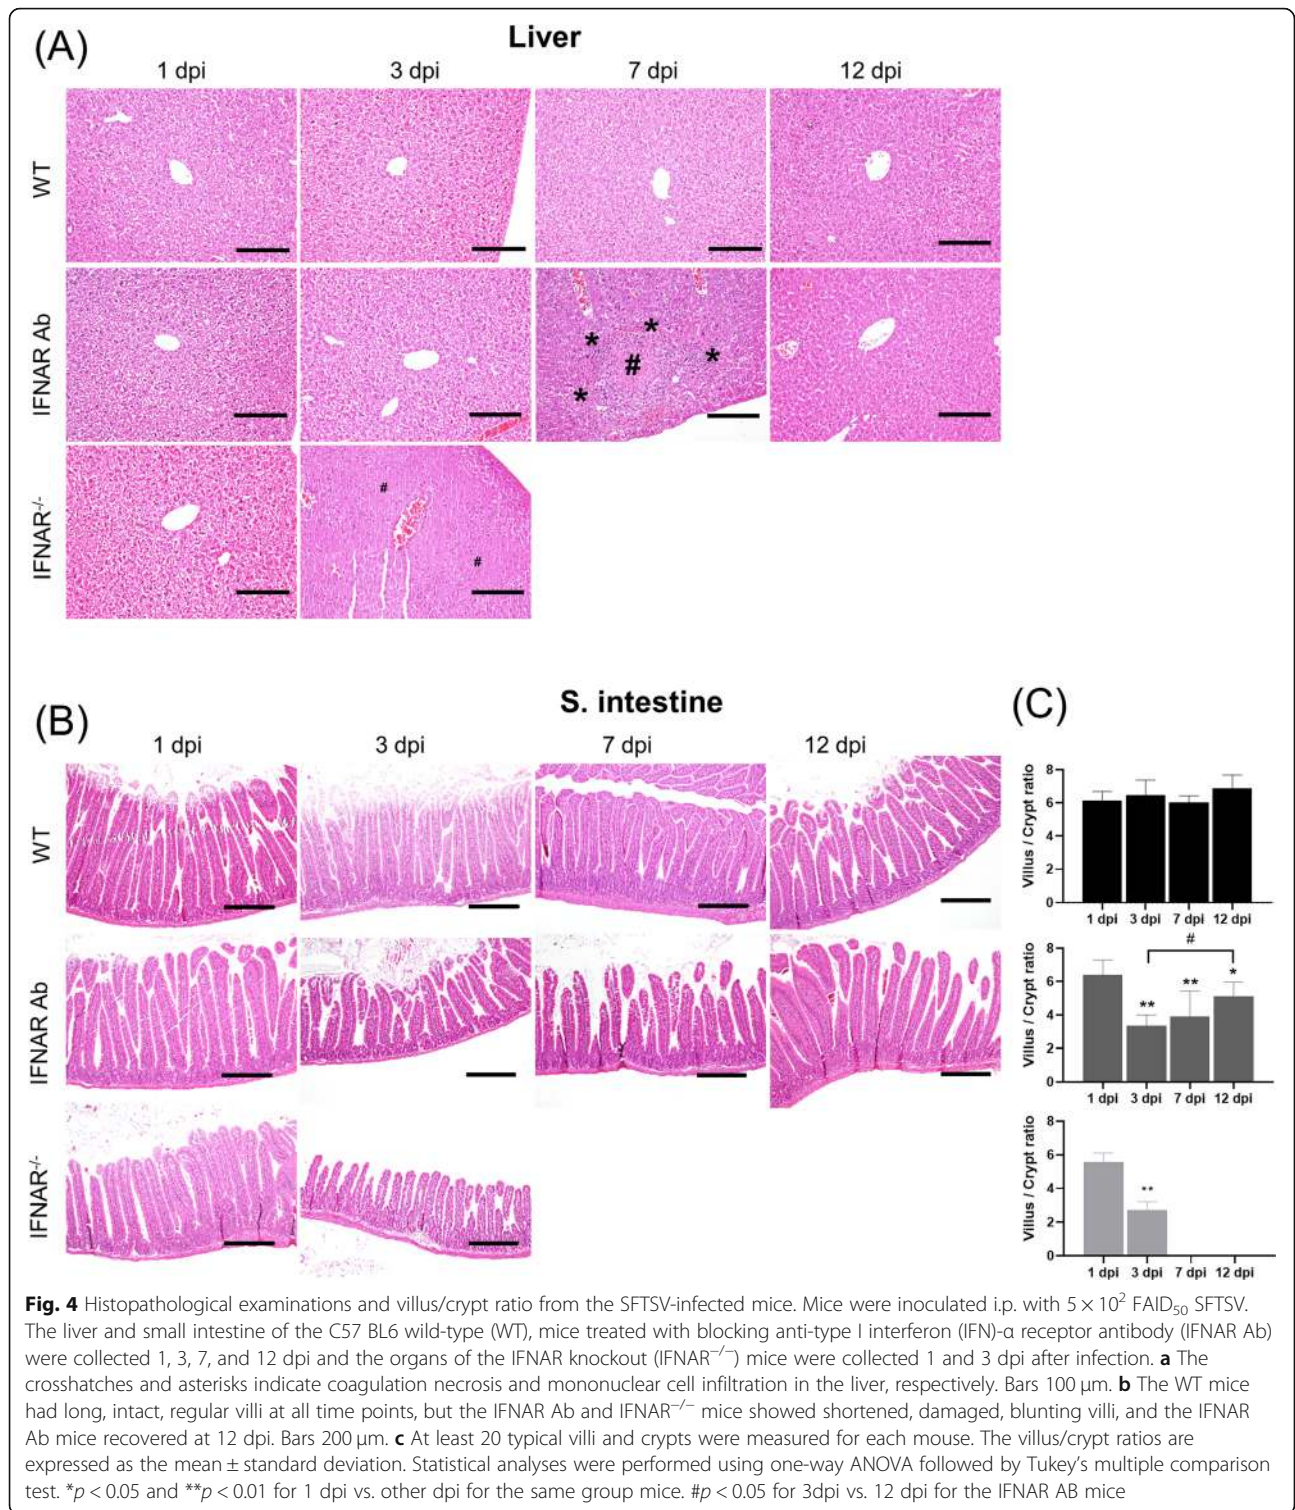 (A)
Liver
1 dpi 3 dpi 7 dpi 12 dpi
WT
IFNAR Ab
* * * * #
IFNAR-/-
# #
(B)
S. intestine
1 dpi 3 dpi 7 dpi 12 dpi
WT
IFNAR Ab
IFNAR-/-
(C)
Villus / Crypt ratio
8
6
4
2
0
1 dpi 3 dpi 7 dpi 12 dpi
Villus / Crypt ratio
8
6
4
2
0
#
** ** *
1 dpi 3 dpi 7 dpi 12 dpi
Villus / Crypt ratio
8
6
4
2
0
**
1 dpi 3 dpi 7 dpi 12 dpi
Fig. 4 Histopathological examinations and villus/crypt ratio from the SFTSV-infected mice. Mice were inoculated i.p. with 5 × 10² FAID₅₀ SFTSV.
The liver and small intestine of the C57 BL6 wild-type (WT), mice treated with blocking anti-type I interferon (IFN)-α receptor antibody (IFNAR Ab)
were collected 1, 3, 7, and 12 dpi and the organs of the IFNAR knockout (IFNAR⁻/⁻) mice were collected 1 and 3 dpi after infection. a The
crosshatches and asterisks indicate coagulation necrosis and mononuclear cell infiltration in the liver, respectively. Bars 100 μm. b The WT mice
had long, intact, regular villi at all time points, but the IFNAR Ab and IFNAR⁻/⁻ mice showed shortened, damaged, blunting villi, and the IFNAR
Ab mice recovered at 12 dpi. Bars 200 μm. c At least 20 typical villi and crypts were measured for each mouse. The villus/crypt ratios are
expressed as the mean ± standard deviation. Statistical analyses were performed using one-way ANOVA followed by Tukey's multiple comparison
test. *p < 0.05 and **p < 0.01 for 1 dpi vs. other dpi for the same group mice. #p < 0.05 for 3dpi vs. 12 dpi for the IFNAR AB mice